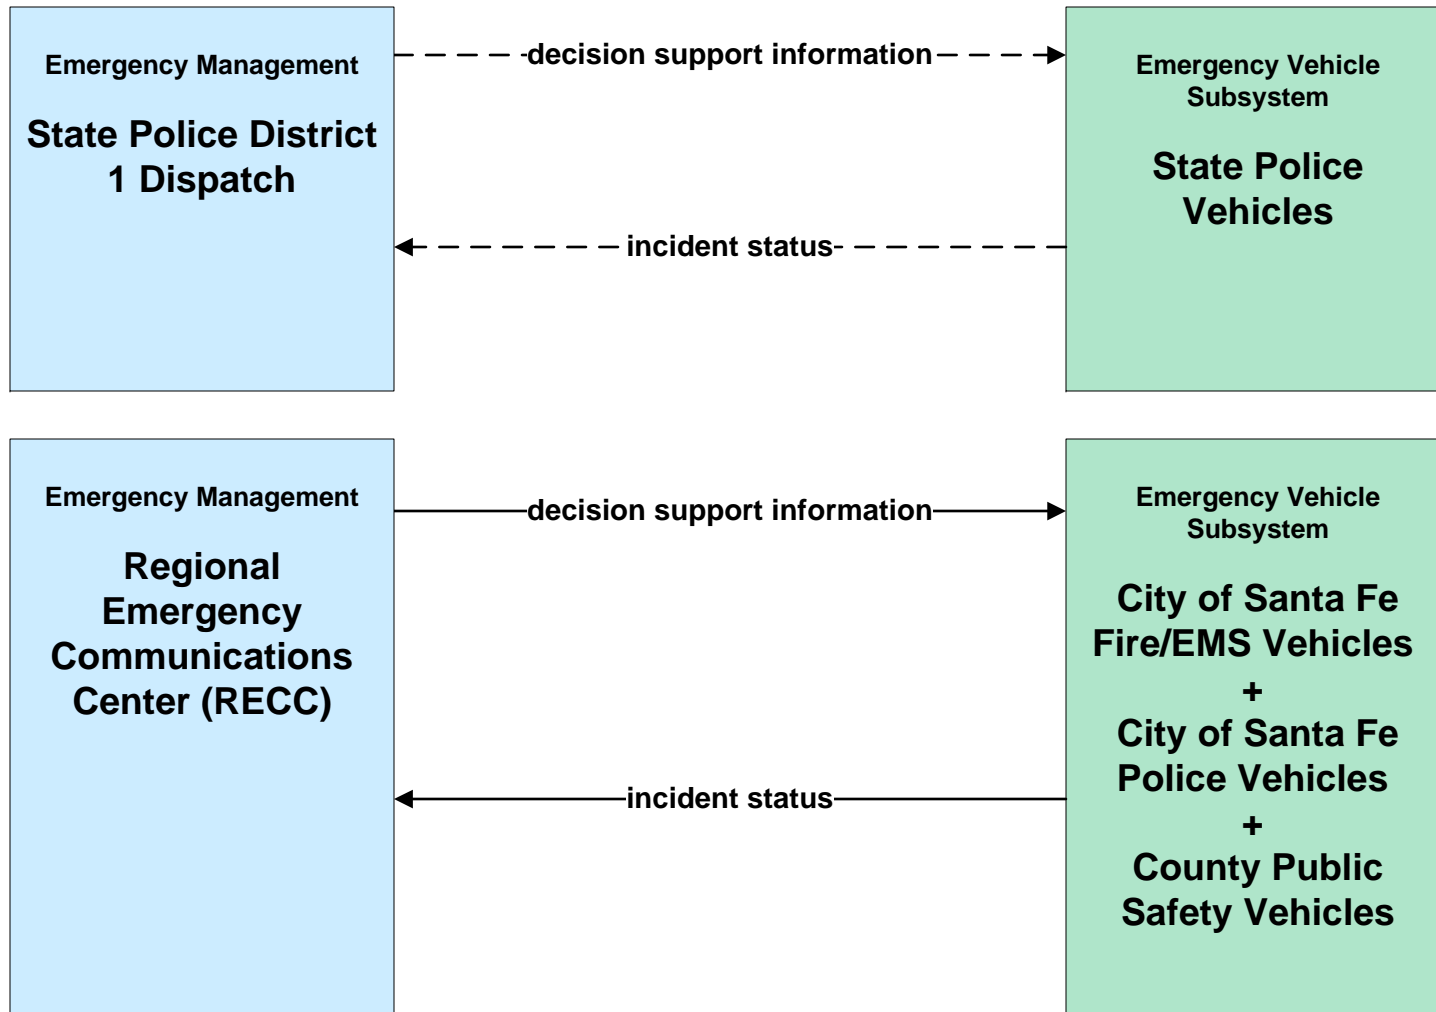 Emergency Management
State Police District
1 Dispatch
decision support information
incident status
Emergency Vehicle
Subsystem
State Police
Vehicles
Emergency Management
Regional
Emergency
Communications
Center (RECC)
decision support information
incident status
Emergency Vehicle
Subsystem
City of Santa Fe
Fire/EMS Vehicles
+
City of Santa Fe
Police Vehicles
+
County Public
Safety Vehicles